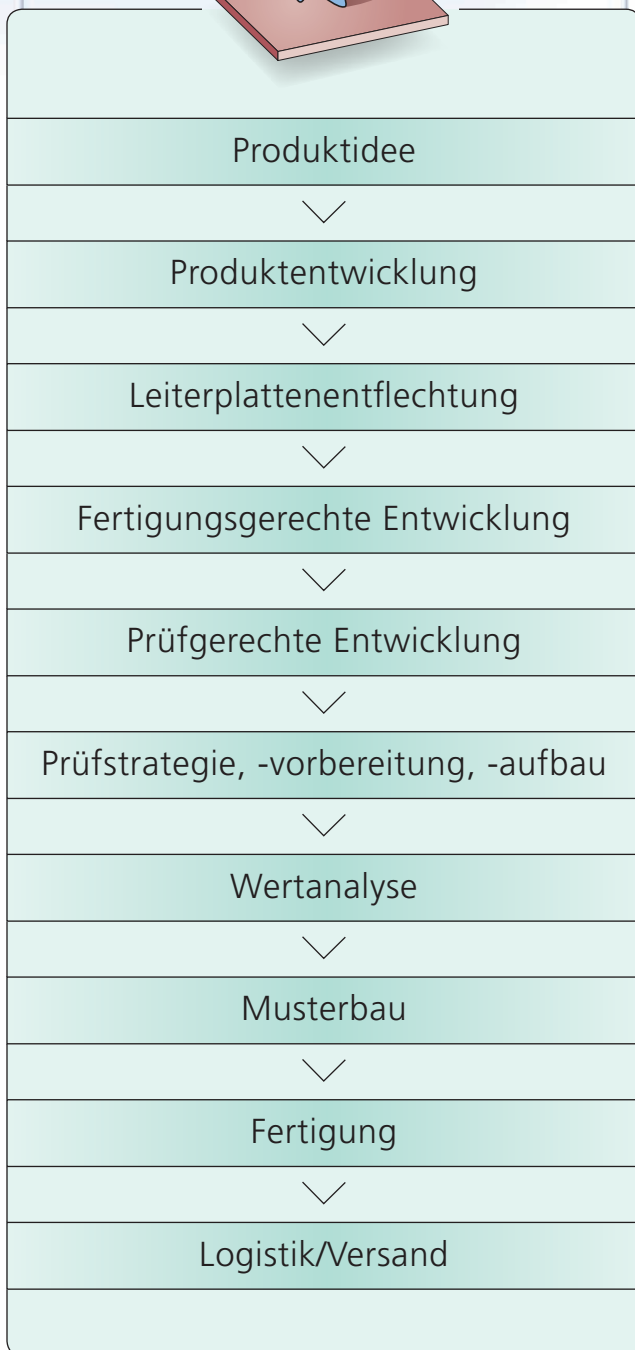 Produktidee
Produktentwicklung
Leiterplattenentflechtung
Fertigungsgerechte Entwicklung
Prüfgerechte Entwicklung
Prüfstrategie, -vorbereitung, -aufbau
Wertanalyse
Musterbau
Fertigung
Logistik/Versand